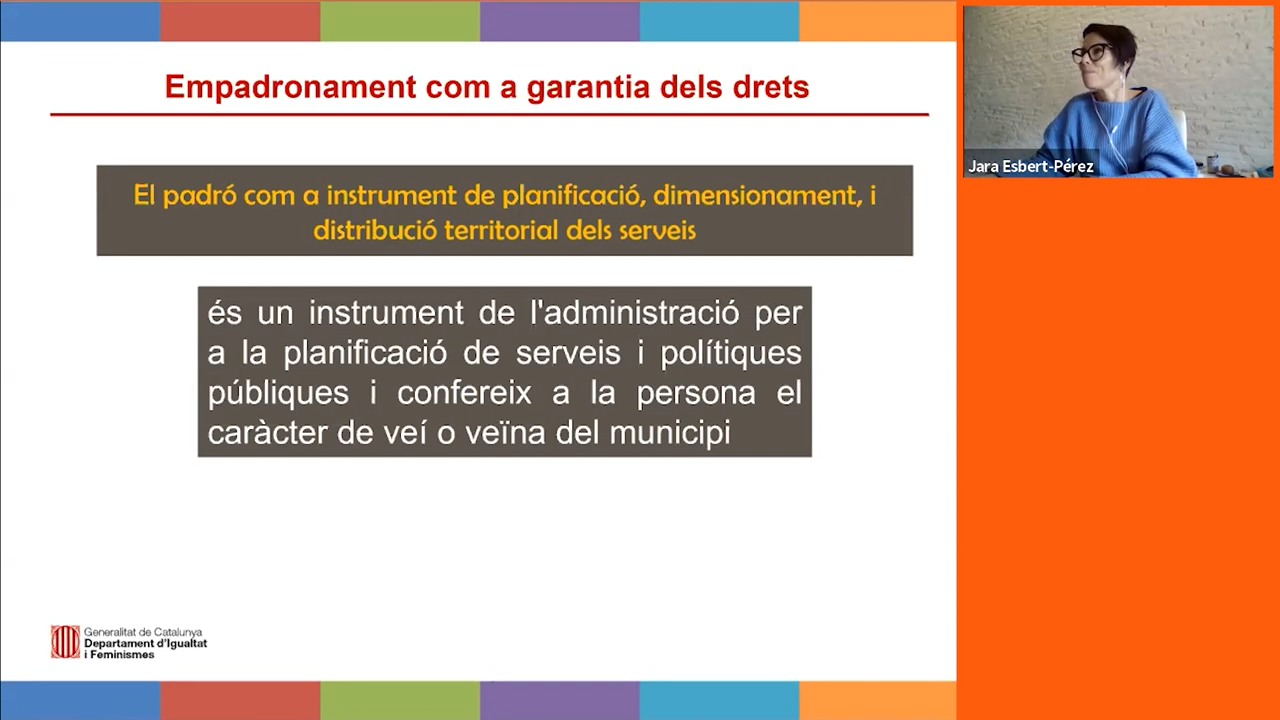 Empadronament com a garantia dels drets
El padró com a instrument de planificació, dimensionament, i
distribució territorial dels serveis
és un instrument de l'administració per
a la planificació de serveis i polítiques
públiques i confereix a la persona el
caràcter de veí o veïna del municipi
Generalitat de Catalunya
Departament d'Igualtat
i Feminismes
Jara Esbert-Pérez